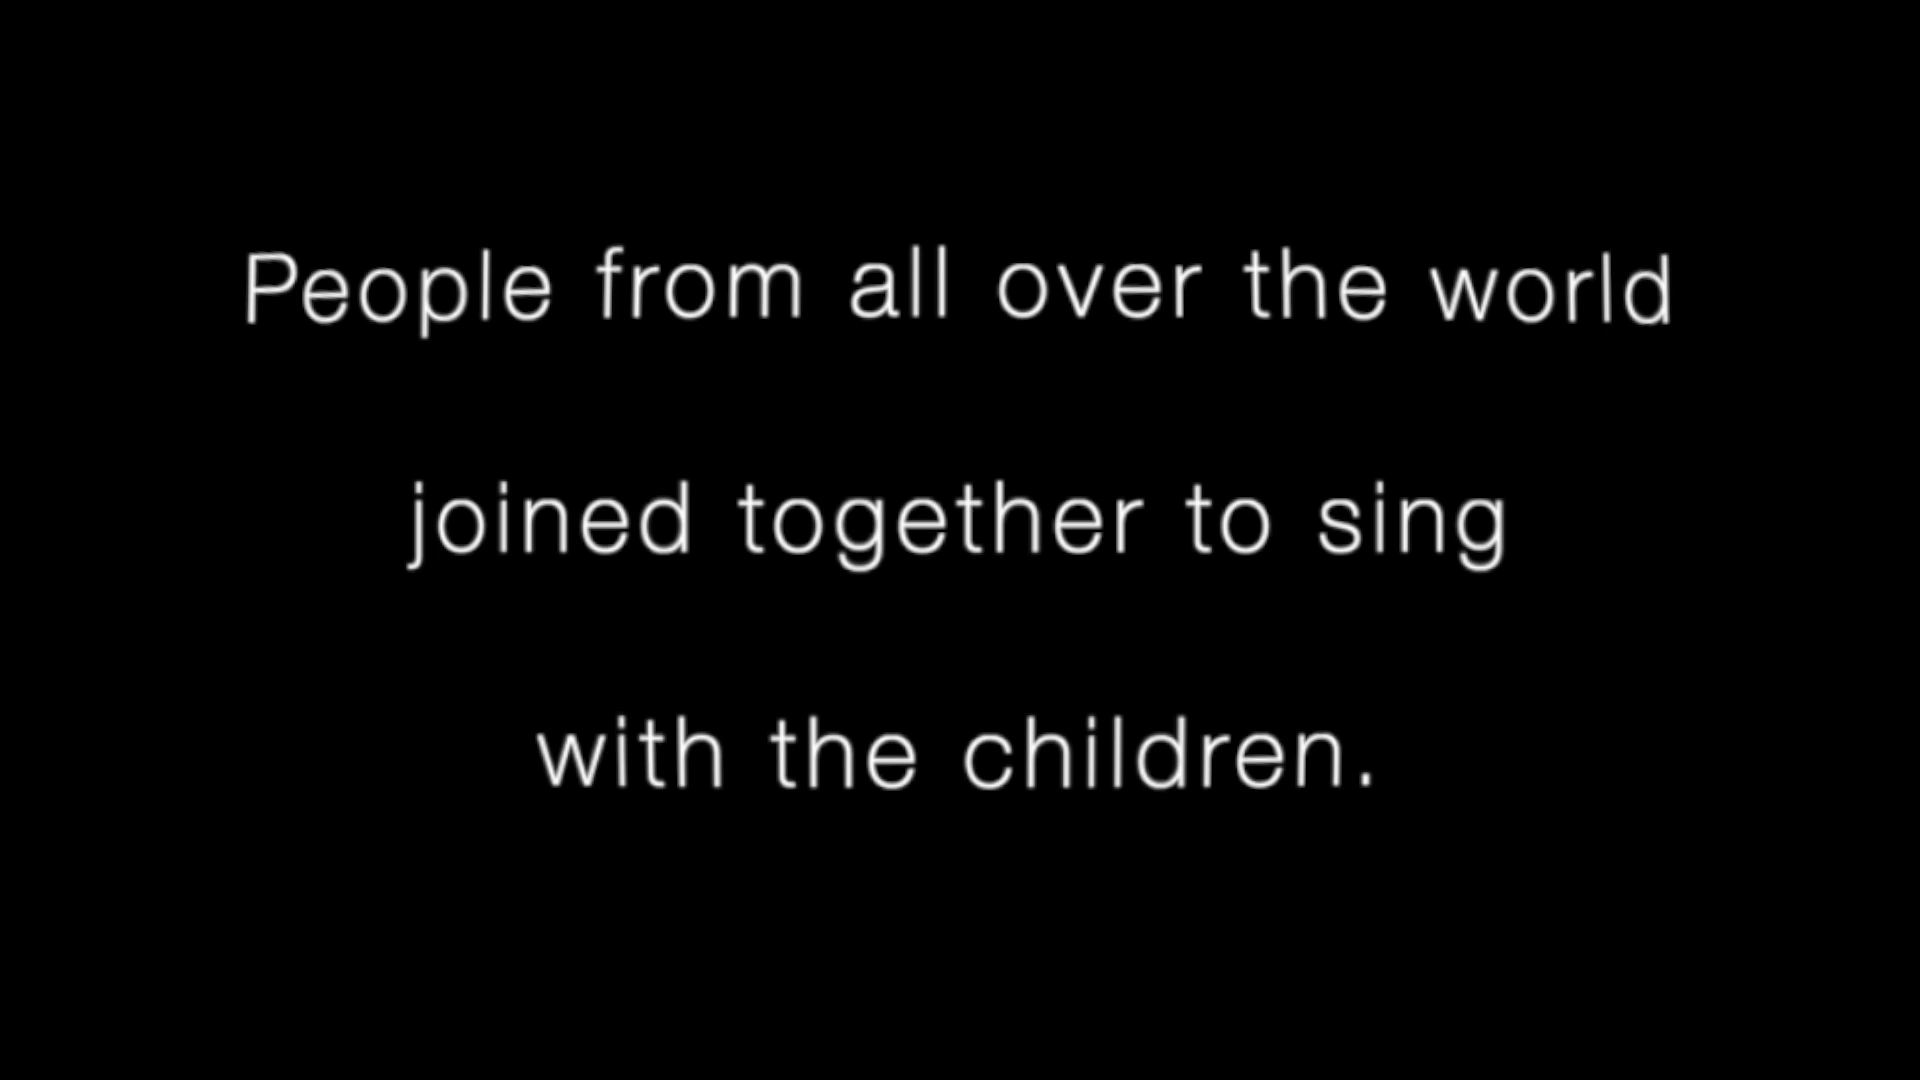 People from all over the world
joined together to sing
with the children.